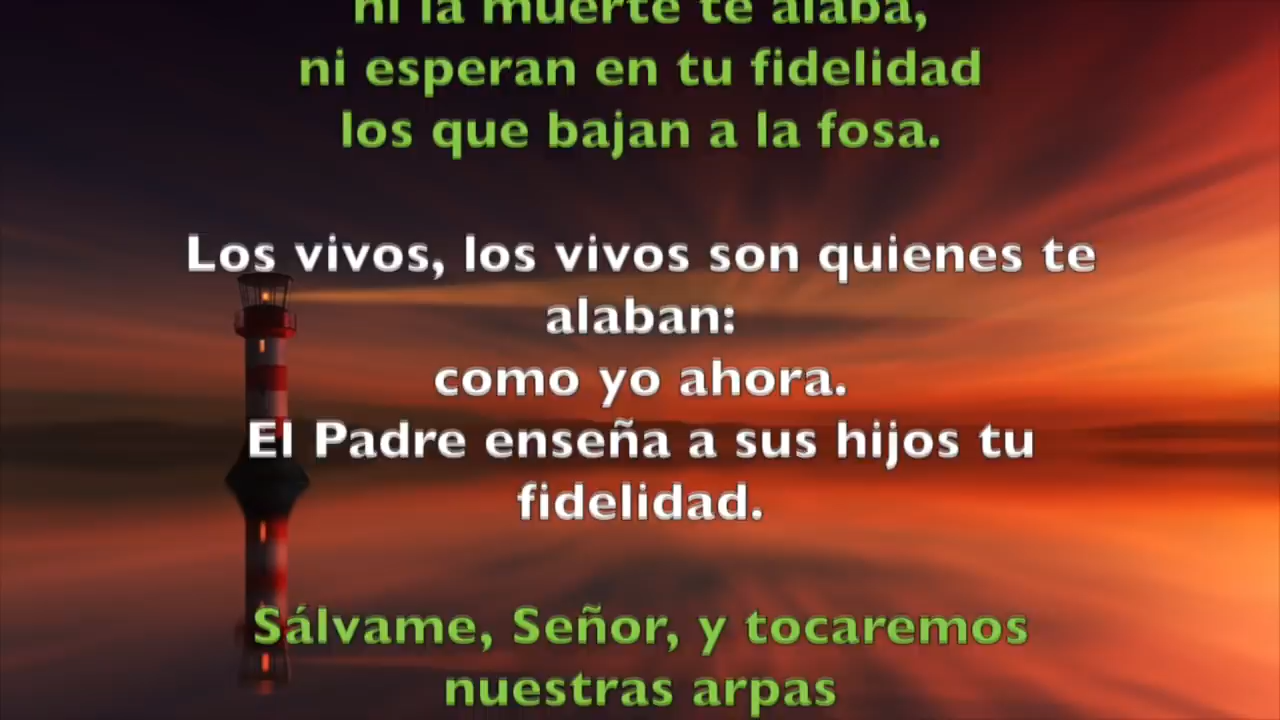 ni la muerte te alaba,
ni esperan en tu fidelidad
los que bajan a la fosa.
Los vivos, los vivos son quienes te
alaban:
como yo ahora.
El Padre enseña a sus hijos tu
fidelidad.
Sálvame, Señor, y tocaremos
nuestras arpas